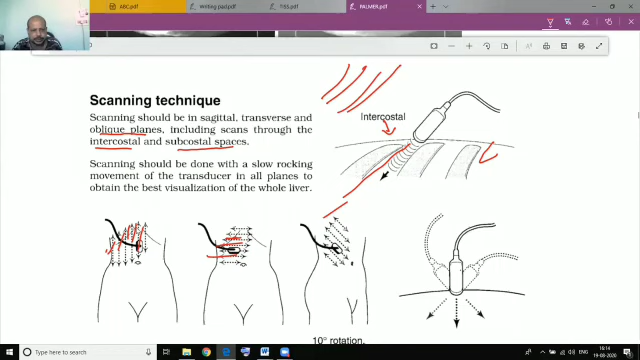 ABC.pdf
Writing pad.pdf
TISS.pdf
PALMER.pdf
Scanning technique
Scanning should be in sagittal, transverse and
oblique planes, including scans through the
intercostal and subcostal spaces.
Scanning should be done with a slow rocking
movement of the transducer in all planes to
obtain the best visualization of the whole liver.
Intercostal
10° rotation.
Type here to search
16:14
19-08-2020